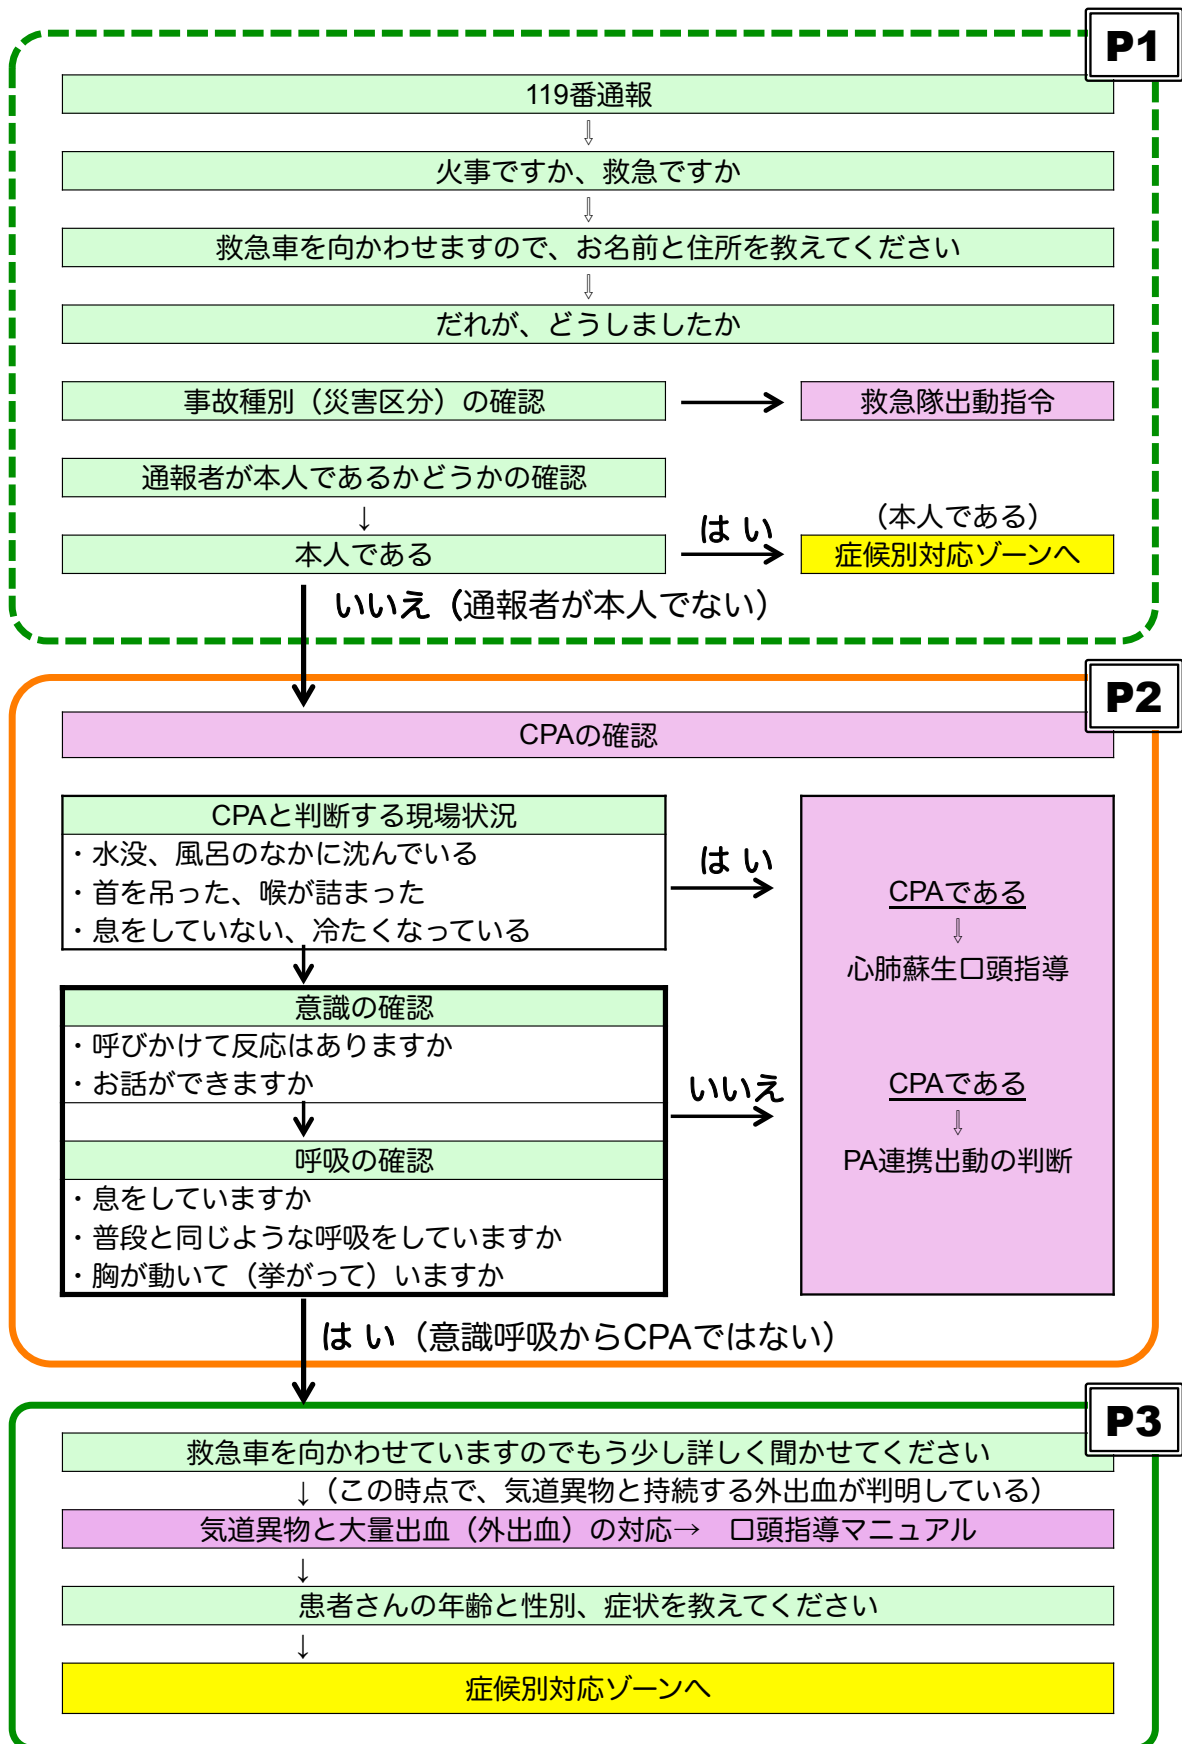 P1
119番通報
⇩
火事ですか、救急ですか
⇩
救急車を向かわせますので、お名前と住所を教えてください
⇩
だれが、どうしましたか
事故種別（災害区分）の確認
救急隊出動指令
通報者が本人であるかどうかの確認
↓
本人である
はい
（本人である）
症候別対応ゾーンへ
いいえ（通報者が本人でない）
P2
CPAの確認
CPAと判断する現場状況
・水没、風呂のなかに沈んでいる
・首を吊った、喉が詰まった
・息をしていない、冷たくなっている
はい
CPAである
⇩
心肺蘇生口頭指導
意識の確認
・呼びかけて反応はありますか
・お話ができますか
呼吸の確認
・息をしていますか
・普段と同じような呼吸をしていますか
・胸が動いて（挙がって）いますか
いいえ
CPAである
⇩
PA連携出動の判断
はい（意識呼吸からCPAではない）
P3
救急車を向かわせていますのでもう少し詳しく聞かせてください
↓（この時点で、気道異物と持続する外出血が判明している）
気道異物と大量出血（外出血）の対応→　口頭指導マニュアル
↓
患者さんの年齢と性別、症状を教えてください
↓
症候別対応ゾーンへ